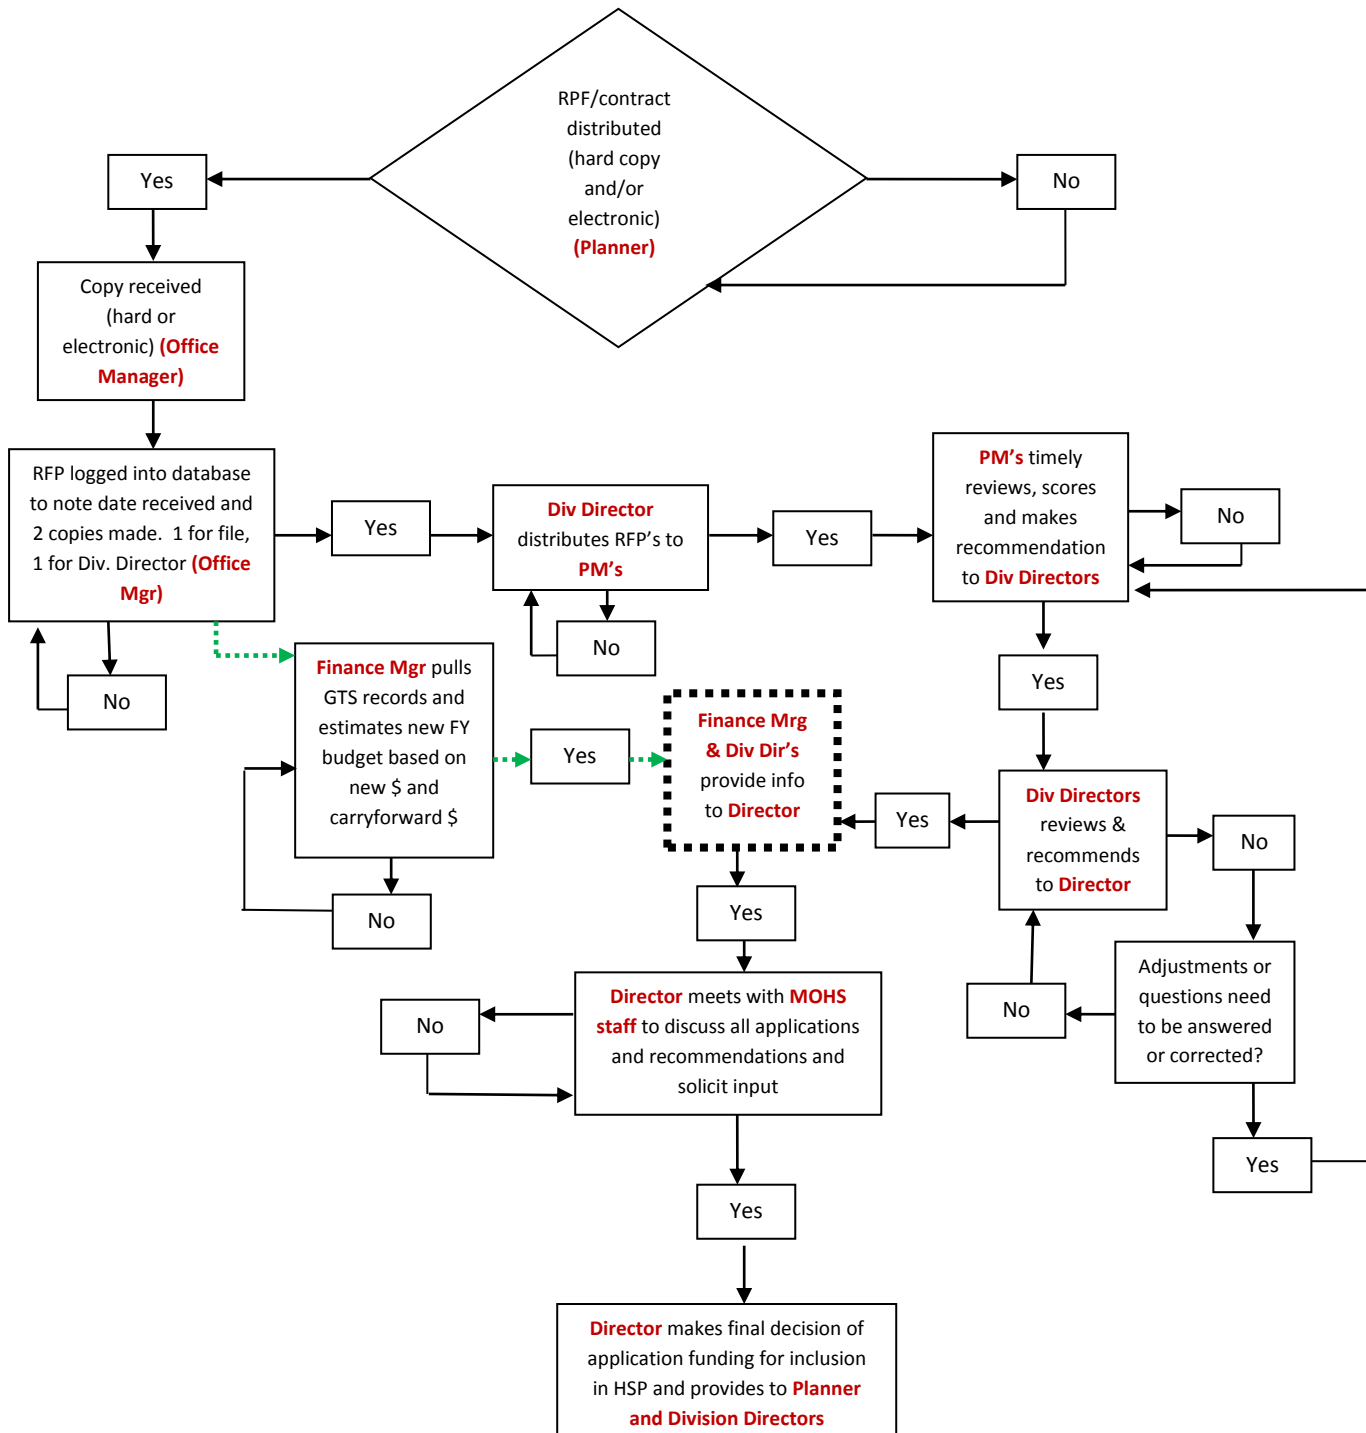 RPF/contract
distributed
(hard copy
and/or
electronic)
(Planner)
Yes
No
Copy received
(hard or
electronic) (Office
Manager)
RFP logged into database
to note date received and
2 copies made. 1 for file,
1 for Div. Director (Office
Mgr)
Yes
Div Director
distributes RFP's to
PM's
Yes
PM's timely
reviews, scores
and makes
recommendation
to Div Directors
No
No
No
Yes
Finance Mgr pulls
GTS records and
estimates new FY
budget based on
new $ and
carryforward $
Yes
Finance Mrg
& Div Dir's
provide info
to Director
Yes
Div Directors
reviews &
recommends
to Director
No
No
Yes
Adjustments or
questions need
to be answered
or corrected?
No
Director meets with MOHS
staff to discuss all applications
and recommendations and
solicit input
No
Yes
Yes
Director makes final decision of
application funding for inclusion
in HSP and provides to Planner
and Division Directors